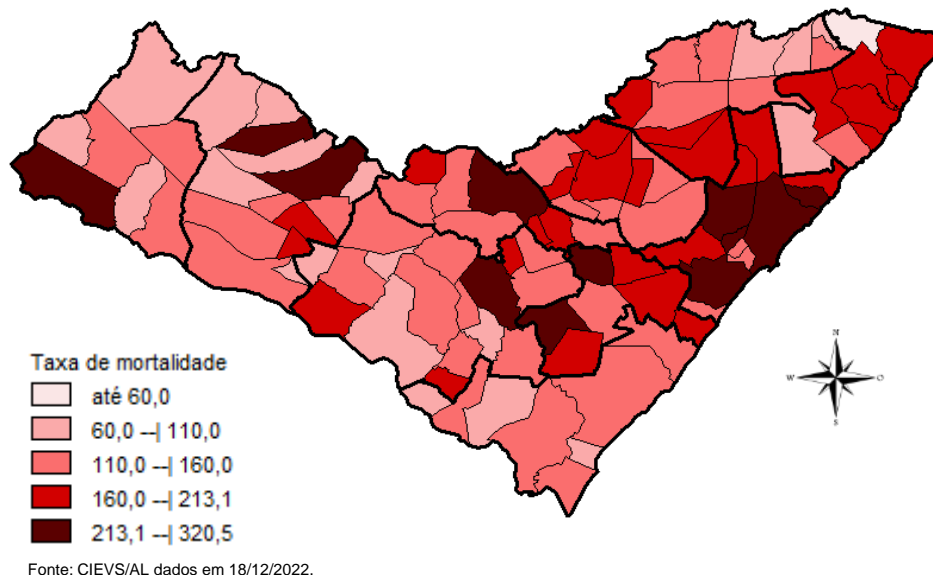 Taxa de mortalidade
até 60,0
60,0 --| 110,0
110,0 --| 160,0
160,0 --| 213,1
213,1 --| 320,5
N
W
O
S
Fonte: CIEVS/AL dados em 18/12/2022.